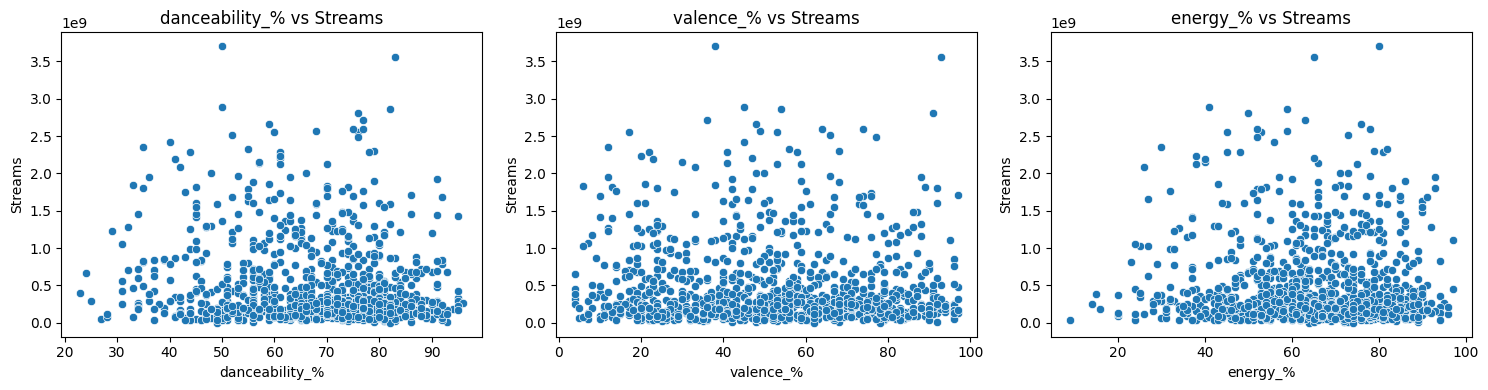 danceability_% vs Streams
1e9
3.5
3.0
2.5
2.0
1.5
1.0
0.5
0.0
Streams
20 30 40 50 60 70 80 90
danceability_%
valence_% vs Streams
1e9
3.5
3.0
2.5
2.0
1.5
1.0
0.5
0.0
Streams
0 20 40 60 80 100
valence_%
energy_% vs Streams
1e9
3.5
3.0
2.5
2.0
1.5
1.0
0.5
0.0
Streams
20 40 60 80 100
energy_%